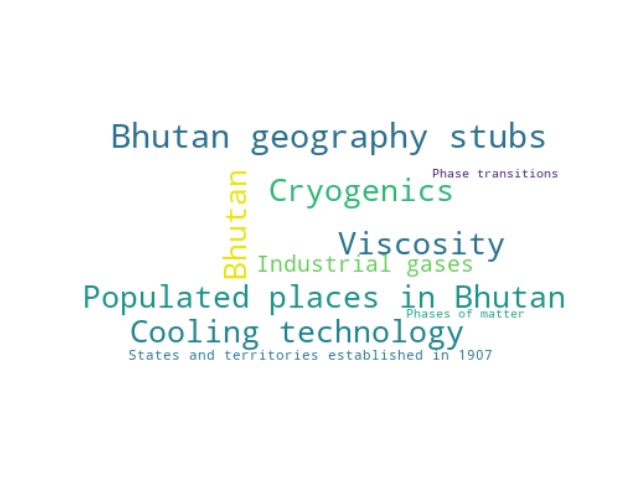 Bhutan geography stubs
Phase transitions
Cryogenics
Bhutan
Viscosity
Industrial gases
Populated places in Bhutan
Phases of matter
Cooling technology
States and territories established in 1907